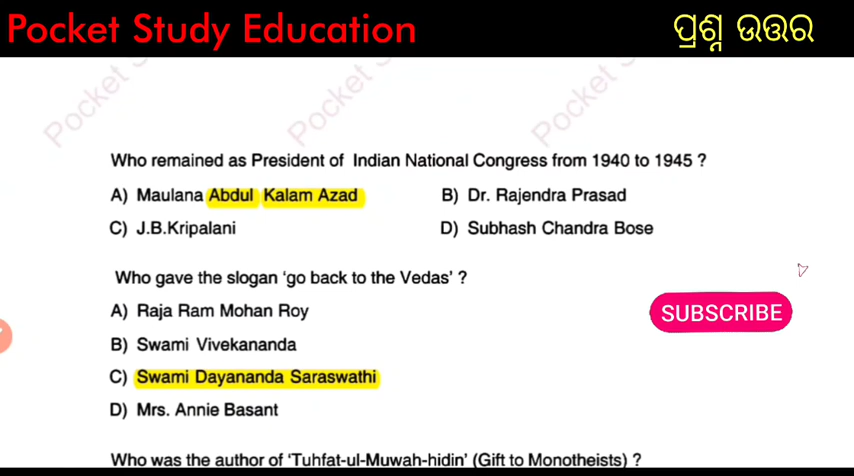 Pocket Study Education ପ୍ରଶ୍ନ ଉତ୍ତର
Pocket S
Pocket
Pocket
Who remained as President of Indian National Congress from 1940 to 1945 ?
A) Maulana Abdul Kalam Azad B) Dr. Rajendra Prasad
C) J.B.Kripalani D) Subhash Chandra Bose
Who gave the slogan ‘go back to the Vedas’ ?
A) Raja Ram Mohan Roy
SUBSCRIBE
B) Swami Vivekananda
C) Swami Dayananda Saraswathi
D) Mrs. Annie Basant
Who was the author of ‘Tuhfat-ul-Muwah-hidin’ (Gift to Monotheists) ?